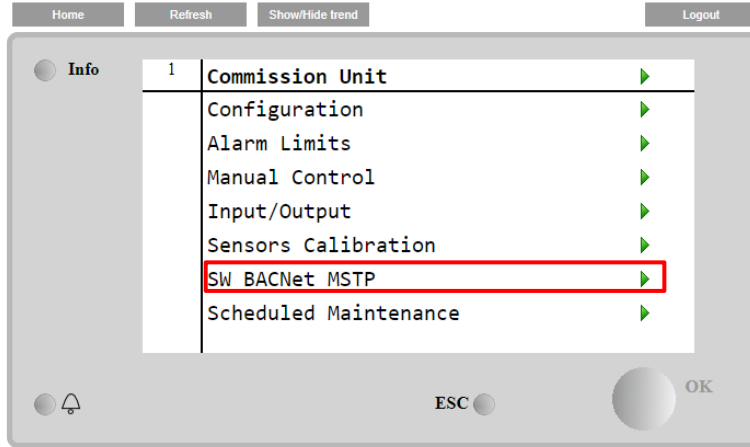 Home Refresh Show/Hide trend Logout
Info
1 Commission Unit
Configuration
Alarm Limits
Manual Control
Input/Output
Sensors Calibration
SW BACNet MSTP
Scheduled Maintenance
ESC OK